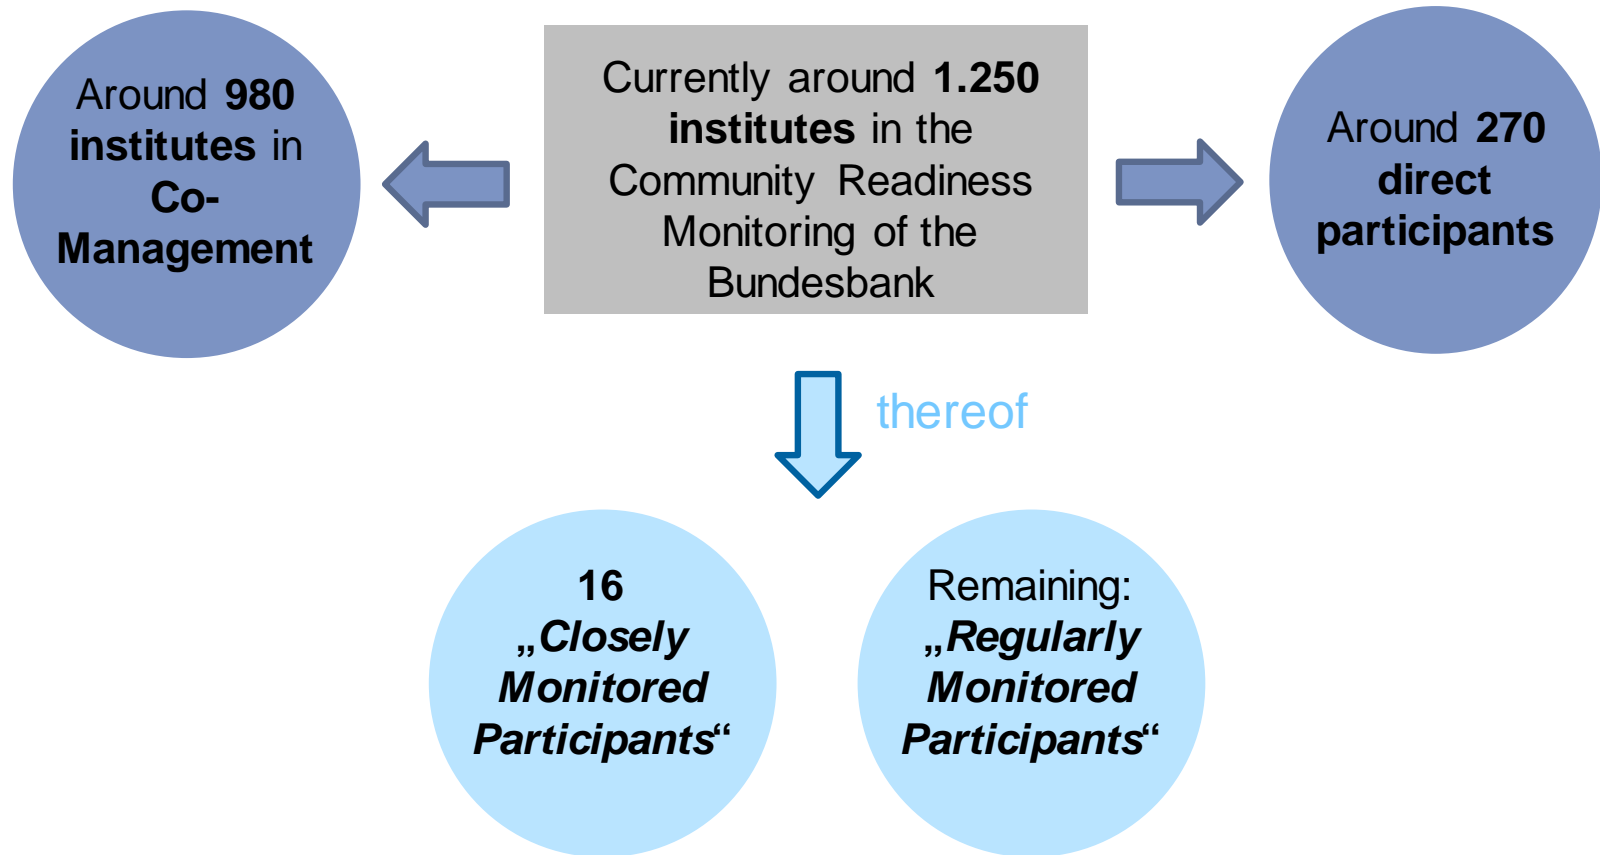 Around 980
institutes in
Co-
Management
Currently around 1.250
institutes in the
Community Readiness
Monitoring of the
Bundesbank
Around 270
direct
participants
thereof
16
„Closely
Monitored
Participants“
Remaining:
„Regularly
Monitored
Participants“